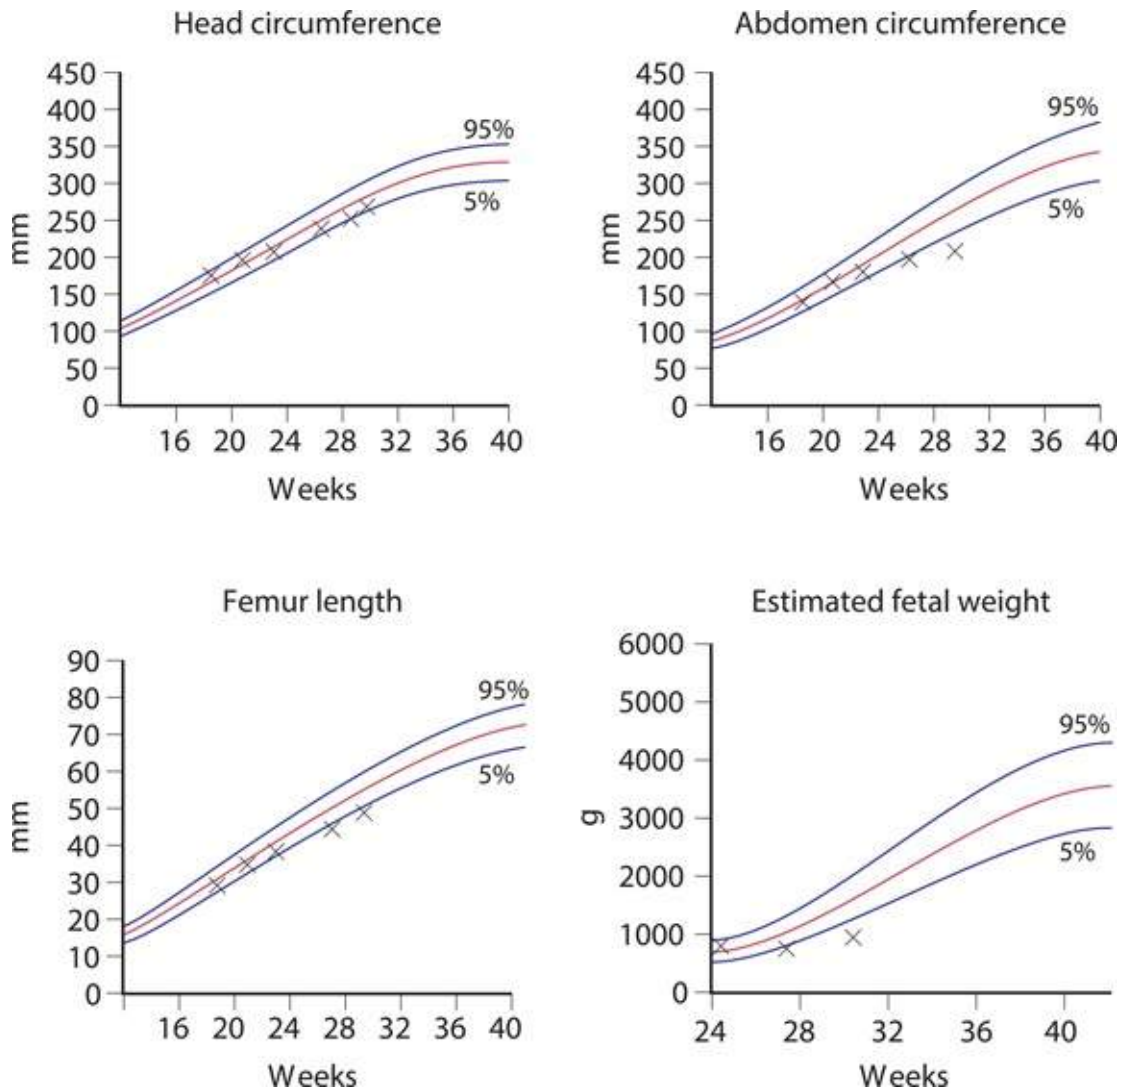 Head circumference
450
400
350
300
250
200
150
100
50
0
mm
95%
5%
16 20 24 28 32 36 40
Weeks
Abdomen circumference
450
400
350
300
250
200
150
100
50
0
mm
95%
5%
16 20 24 28 32 36 40
Weeks
Femur length
90
80
70
60
50
40
30
20
10
0
mm
95%
5%
16 20 24 28 32 36 40
Weeks
Estimated fetal weight
6000
5000
4000
3000
2000
1000
0
g
95%
5%
24 28 32 36 40
Weeks